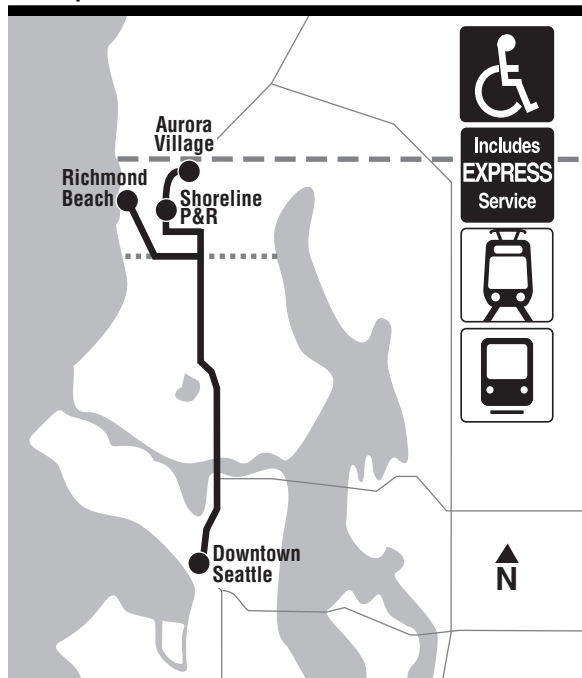 Aurora
Village
Richmond
Beach
Shoreline
P&R
Downtown
Seattle
Includes
EXPRESS
Service
N